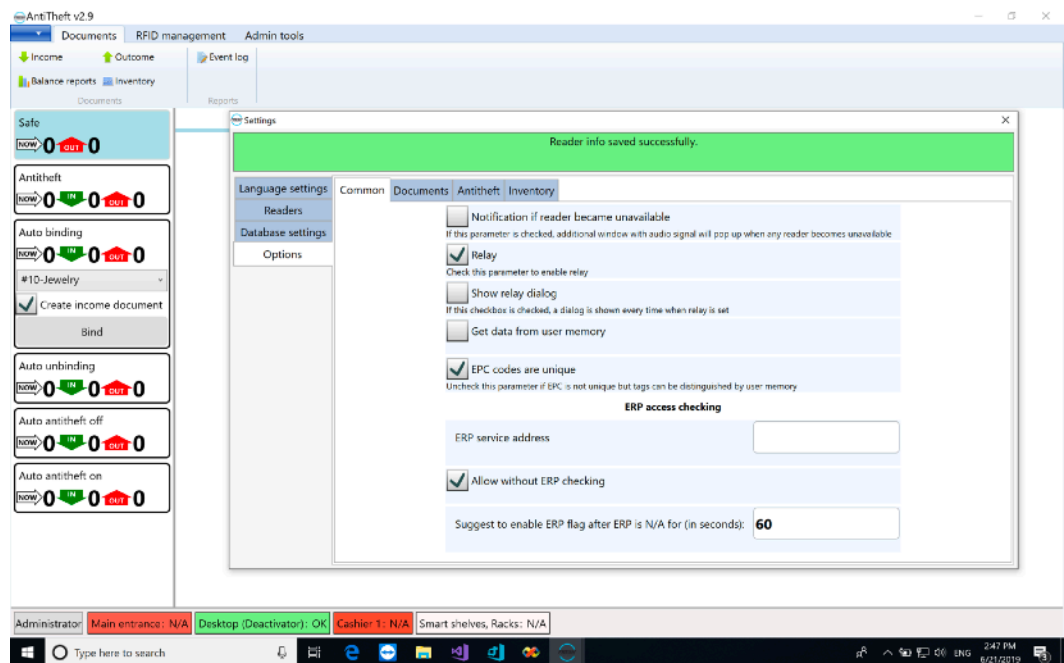 AntiTheft v2.9
Documents RFID management Admin tools
Income Outcome Event log
Balance reports Inventory
Documents Reports
Safe
NOW 0 OUT 0
Antitheft
NOW 0 IN 0 OUT 0
Auto binding
NOW 0 IN 0 OUT 0
#10-Jewelry
Create income document
Bind
Auto unbinding
NOW 0 IN 0 OUT 0
Auto antitheft off
NOW 0 IN 0 OUT 0
Auto antitheft on
NOW 0 IN 0 OUT 0
Settings
Reader info saved successfully.
Language settings
Readers
Database settings
Options
Common Documents Antitheft Inventory
Notification if reader became unavailable
If this parameter is checked, additional window with audio signal will pop up when any reader becomes unavailable
Relay
Check this parameter to enable relay
Show relay dialog
If this checkbox is checked, a dialog is shown every time when relay is set
Get data from user memory
EPC codes are unique
Uncheck this parameter if EPC is not unique but tags can be distinguished by user memory
ERP access checking
ERP service address
Allow without ERP checking
Suggest to enable ERP flag after ERP is N/A for (in seconds): 60
Administrator Main entrance: N/A Desktop (Deactivator): OK Cashier 1: N/A Smart shelves, Racks: N/A
Type here to search ENG 2:47 PM
6/21/2019